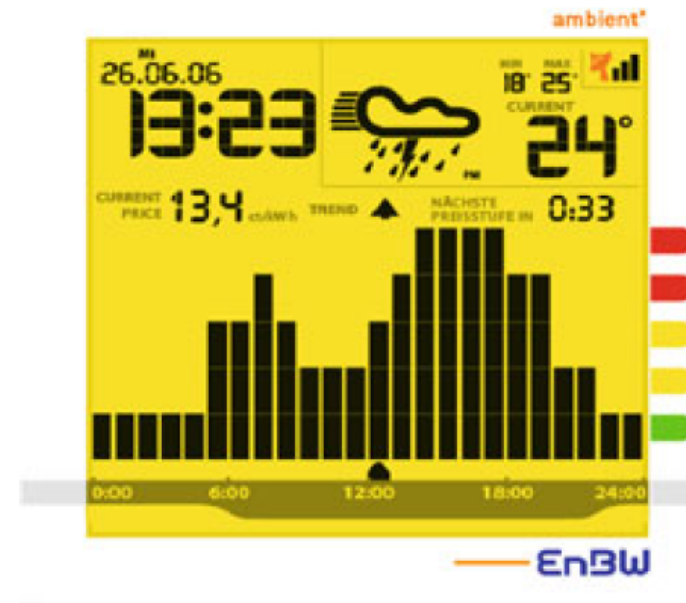 ambient°
Mi
26.06.06
13:23
MIN MAX
18° 25°
CURRENT
24°
PM
CURRENT PRICE 13,4 ct/kWh
TREND
NÄCHSTE PREISSTUFE IN 0:33
0:00 6:00 12:00 18:00 24:00
EnBW